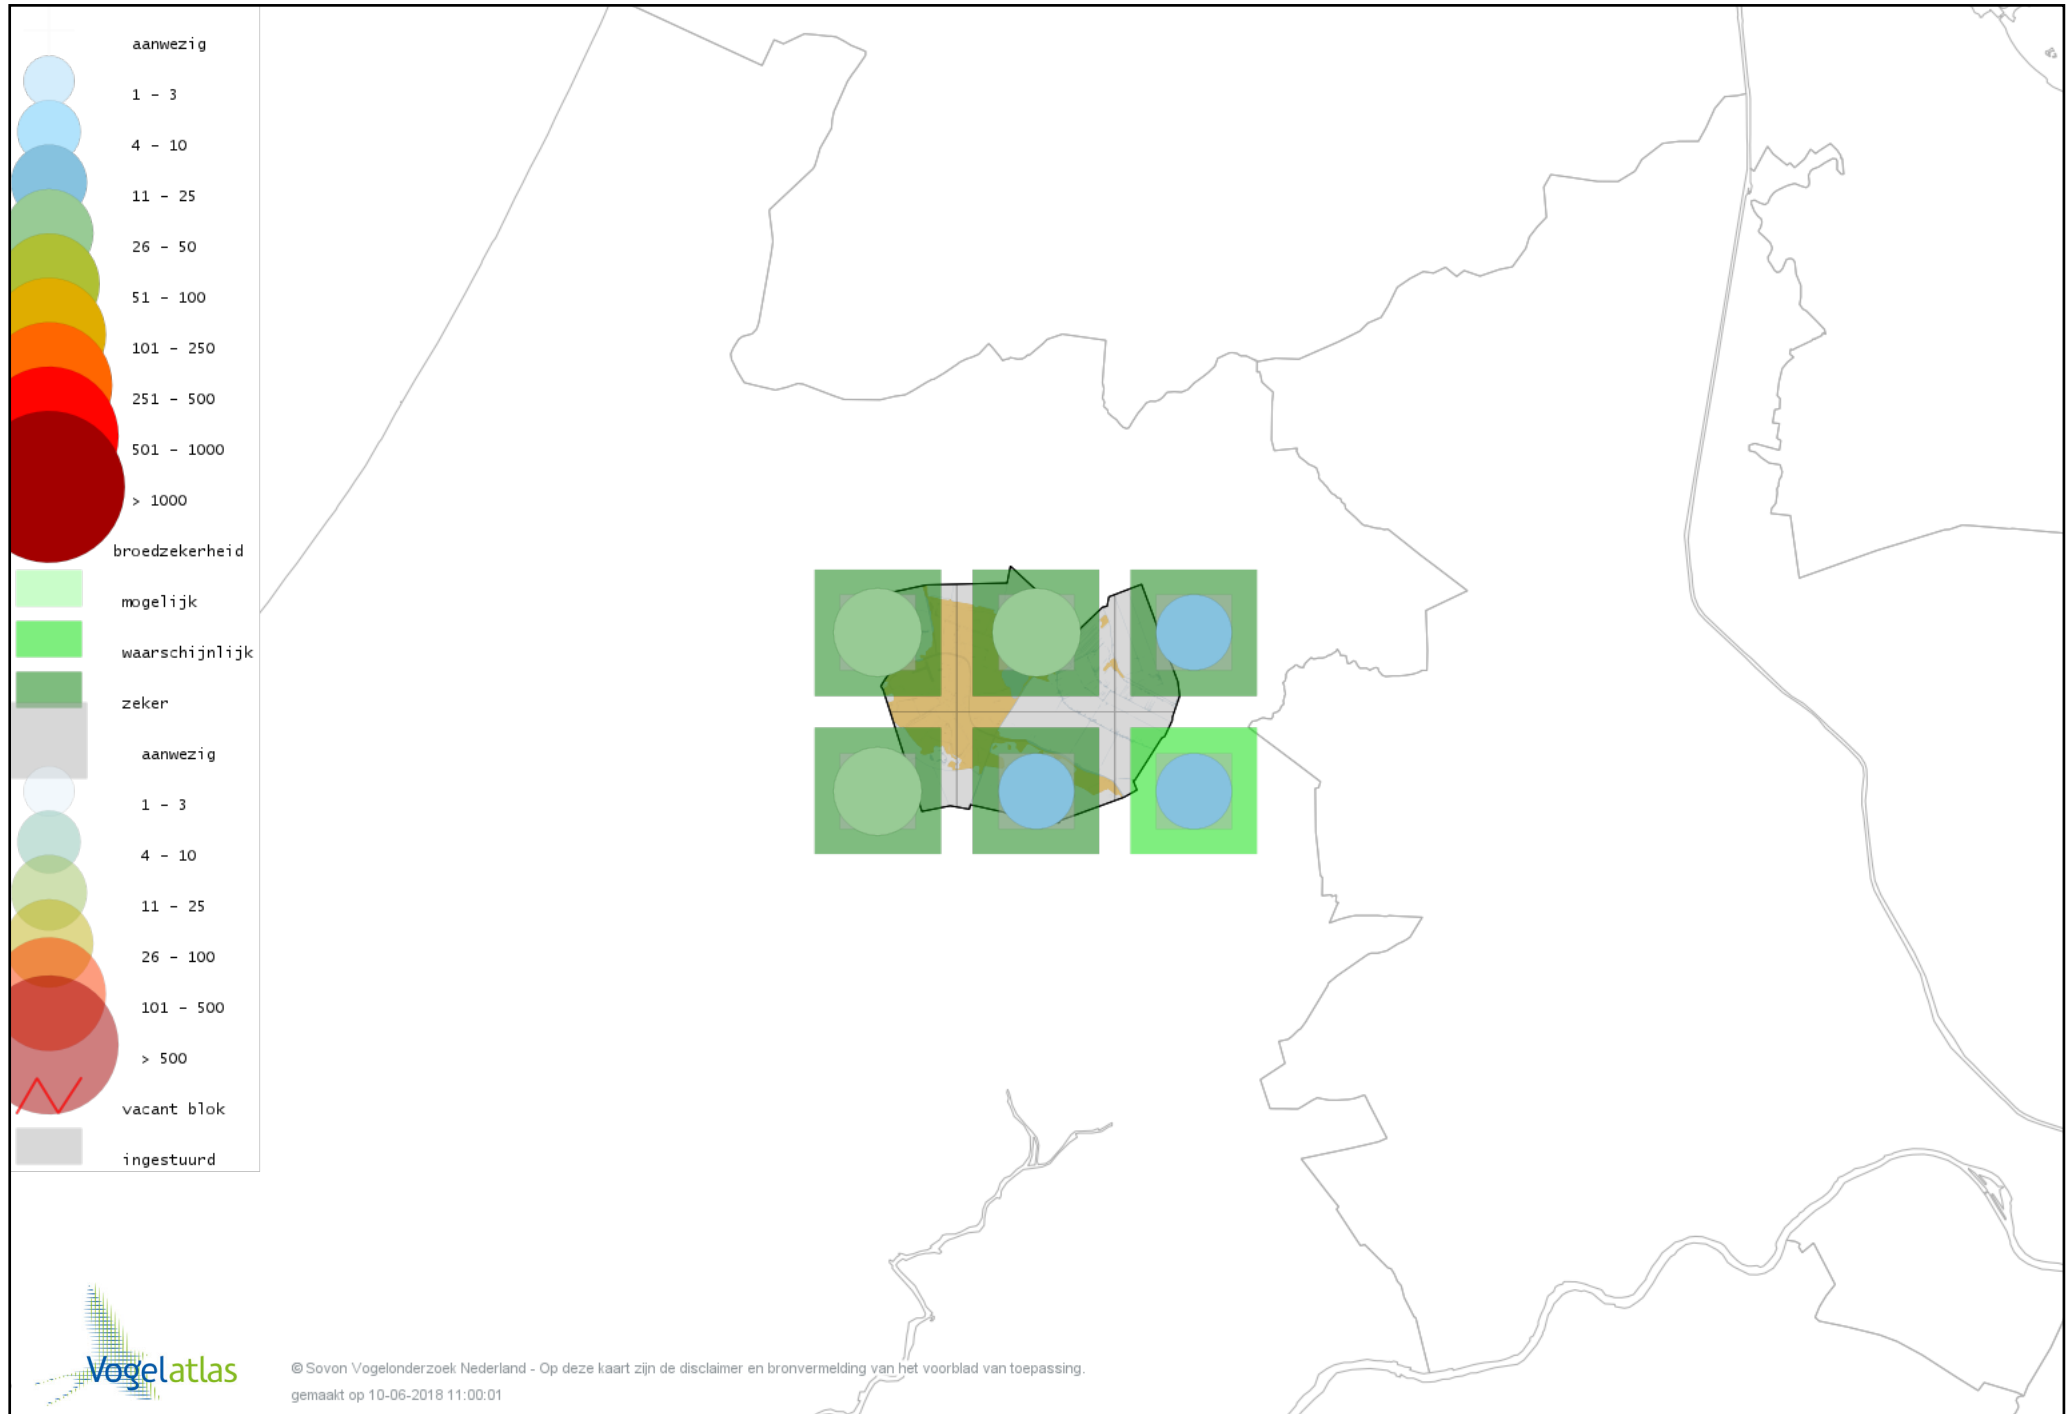 aanwezig
1 - 3
4 - 10
11 - 25
26 - 50
51 - 100
101 - 250
251 - 500
501 - 1000
> 1000
broedzekerheid
mogelijk
waarschijnlijk
zeker
aanwezig
1 - 3
4 - 10
11 - 25
26 - 100
101 - 500
> 500
vacant blok
ingestuurd
Vogelatlas
© Sovon Vogelonderzoek Nederland - Op deze kaart zijn de disclaimer en bronvermelding van het voorblad van toepassing.
gemaakt op 10-06-2018 11:00:01